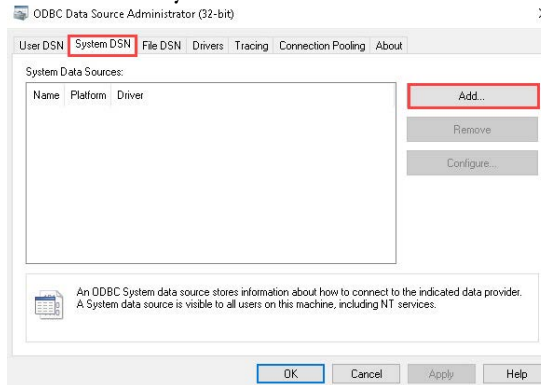 ODBC Data Source Administrator (32-bit)
User DSN System DSN File DSN Drivers Tracing Connection Pooling About
System Data Sources:
Name Platform Driver
Add...
Remove
Configure...
An ODBC System data source stores information about how to connect to the indicated data provider.
A System data source is visible to all users on this machine, including NT services.
OK Cancel Apply Help